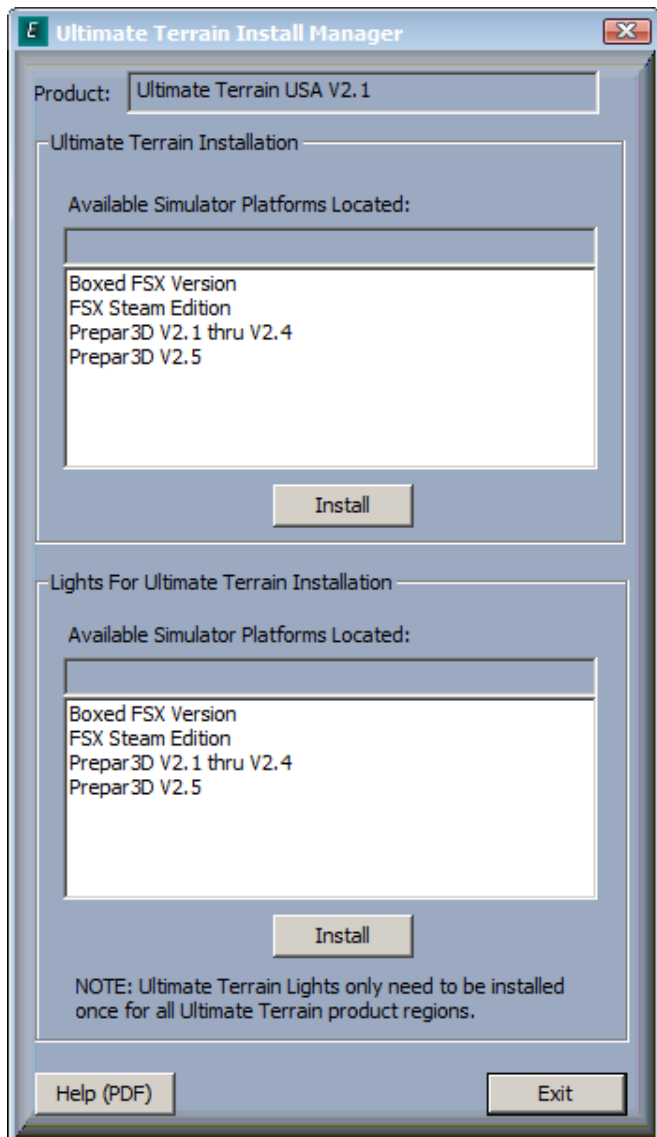 E Ultimate Terrain Install Manager
Product: Ultimate Terrain USA V2.1
Ultimate Terrain Installation
Available Simulator Platforms Located:
Boxed FSX Version
FSX Steam Edition
Prepar3D V2.1 thru V2.4
Prepar3D V2.5
Install
Lights For Ultimate Terrain Installation
Available Simulator Platforms Located:
Boxed FSX Version
FSX Steam Edition
Prepar3D V2.1 thru V2.4
Prepar3D V2.5
Install
NOTE: Ultimate Terrain Lights only need to be installed
once for all Ultimate Terrain product regions.
Help (PDF) Exit